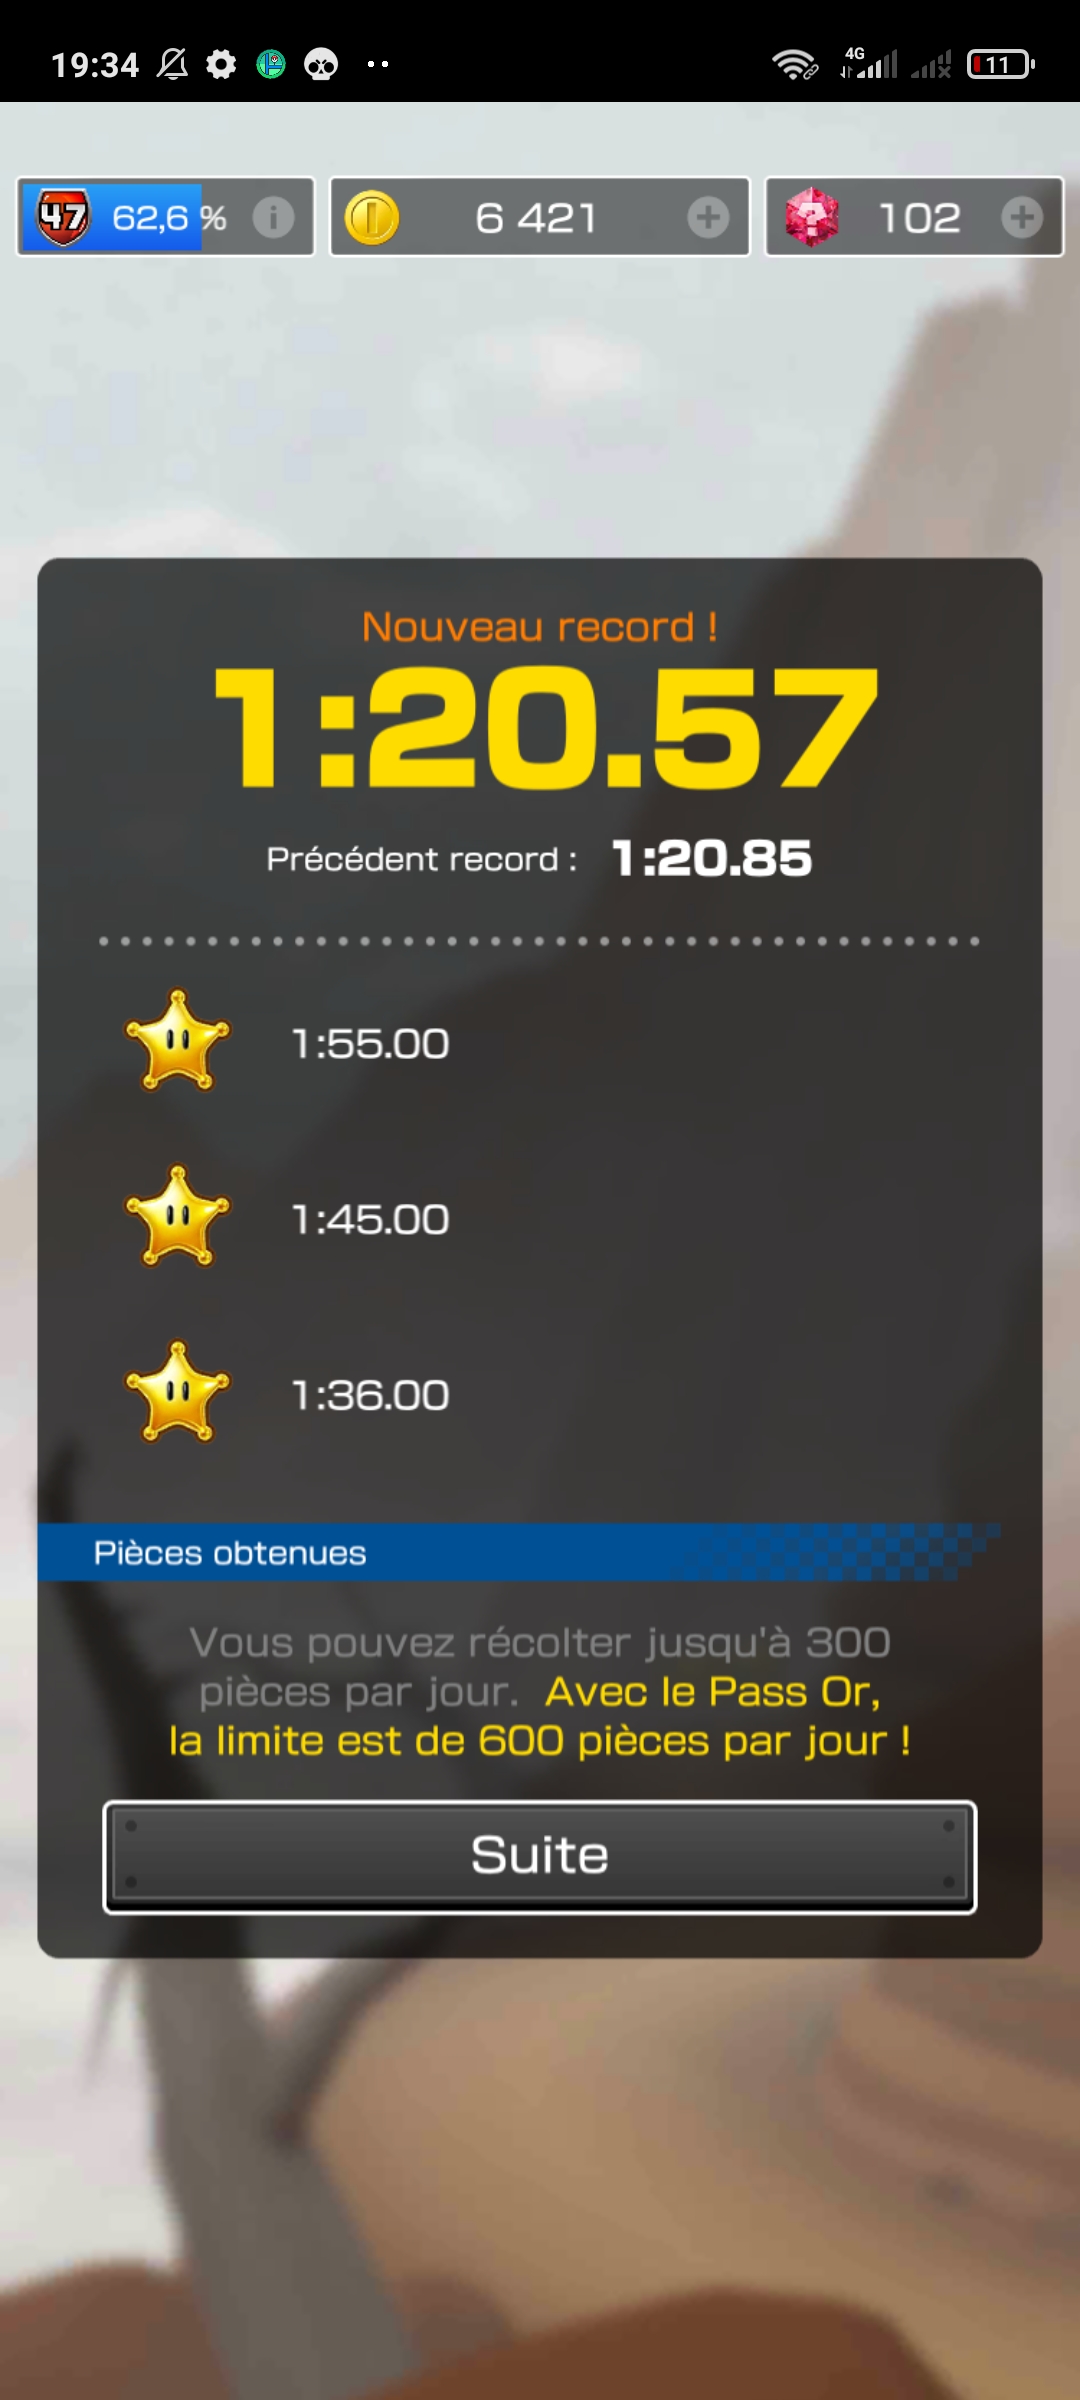 19:34
4G
11
47 62,6 %
6 421
102
Nouveau record !
1:20.57
Précédent record : 1:20.85
1:55.00
1:45.00
1:36.00
Pièces obtenues
Vous pouvez récolter jusqu'à 300
pièces par jour. Avec le Pass Or,
la limite est de 600 pièces par jour !
Suite